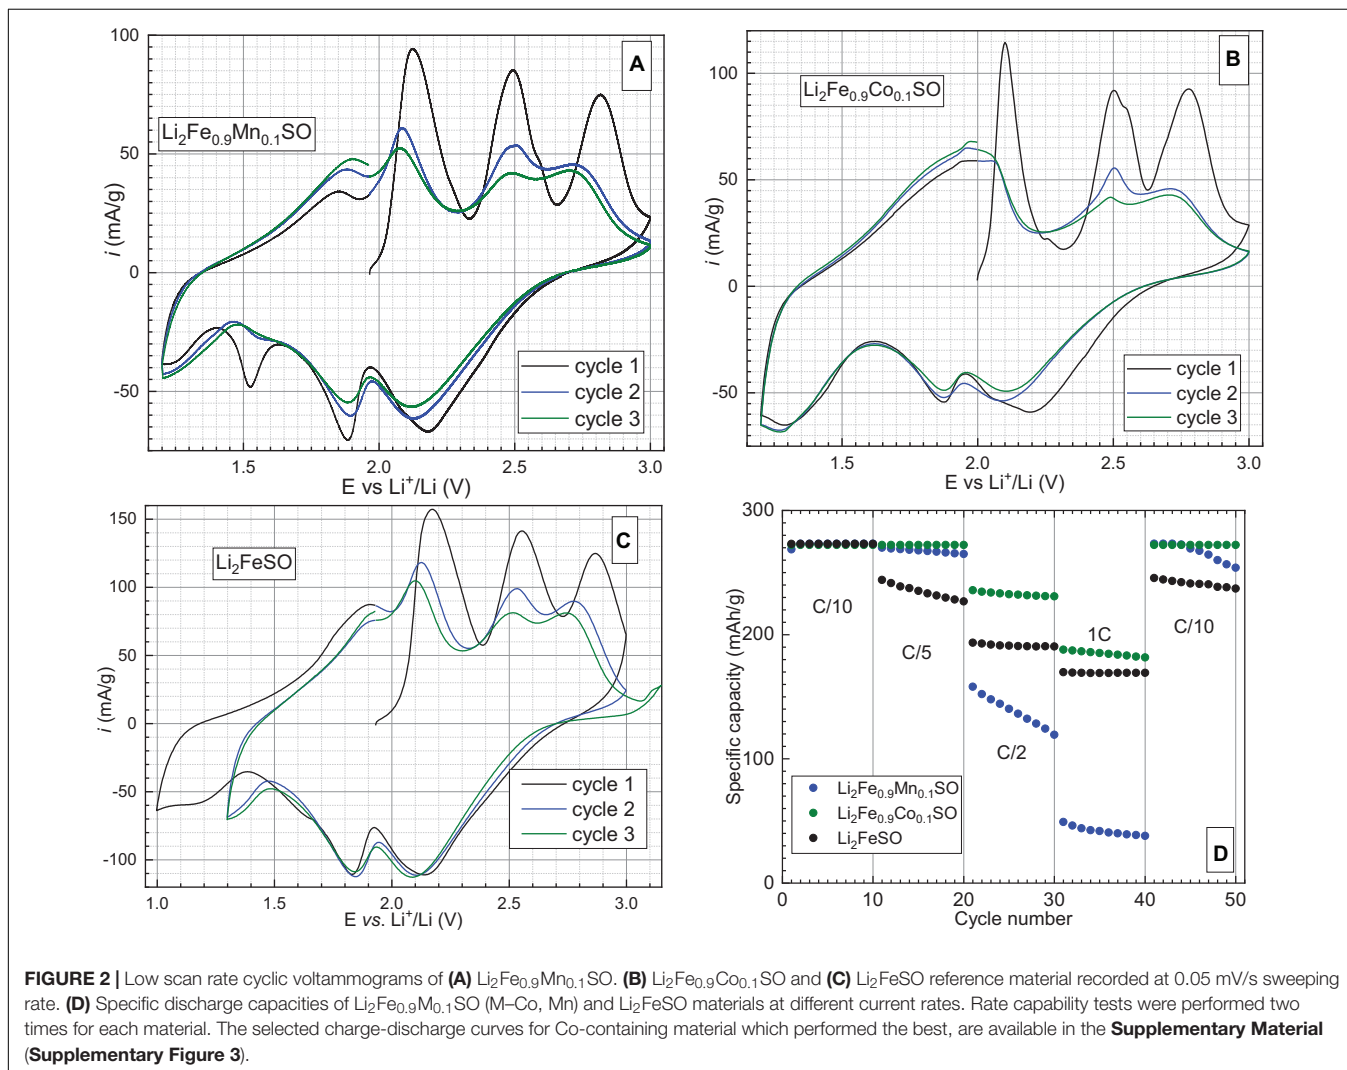 100
50
0
-50
i (mA/g)
A
Li2Fe0.9Mn0.1SO
cycle 1
cycle 2
cycle 3
1.5
2.0
2.5
3.0
E vs Li+/Li (V)
100
50
0
-50
i (mA/g)
B
Li2Fe0.9Co0.1SO
cycle 1
cycle 2
cycle 3
1.5
2.0
2.5
3.0
E vs Li+/Li (V)
150
100
50
0
-50
-100
i (mA/g)
C
Li2FeSO
cycle 1
cycle 2
cycle 3
1.0
1.5
2.0
2.5
3.0
E vs. Li+/Li (V)
300
200
100
0
Specific capacity (mAh/g)
C/10
C/5
C/2
1C
C/10
Li2Fe0.9Mn0.1SO
Li2Fe0.9Co0.1SO
Li2FeSO
D
0
10
20
30
40
50
Cycle number
FIGURE 2 | Low scan rate cyclic voltammograms of (A) Li2Fe0.9Mn0.1SO. (B) Li2Fe0.9Co0.1SO and (C) Li2FeSO reference material recorded at 0.05 mV/s sweeping
rate. (D) Specific discharge capacities of Li2Fe0.9M0.1SO (M–Co, Mn) and Li2FeSO materials at different current rates. Rate capability tests were performed two
times for each material. The selected charge-discharge curves for Co-containing material which performed the best, are available in the Supplementary Material
(Supplementary Figure 3).